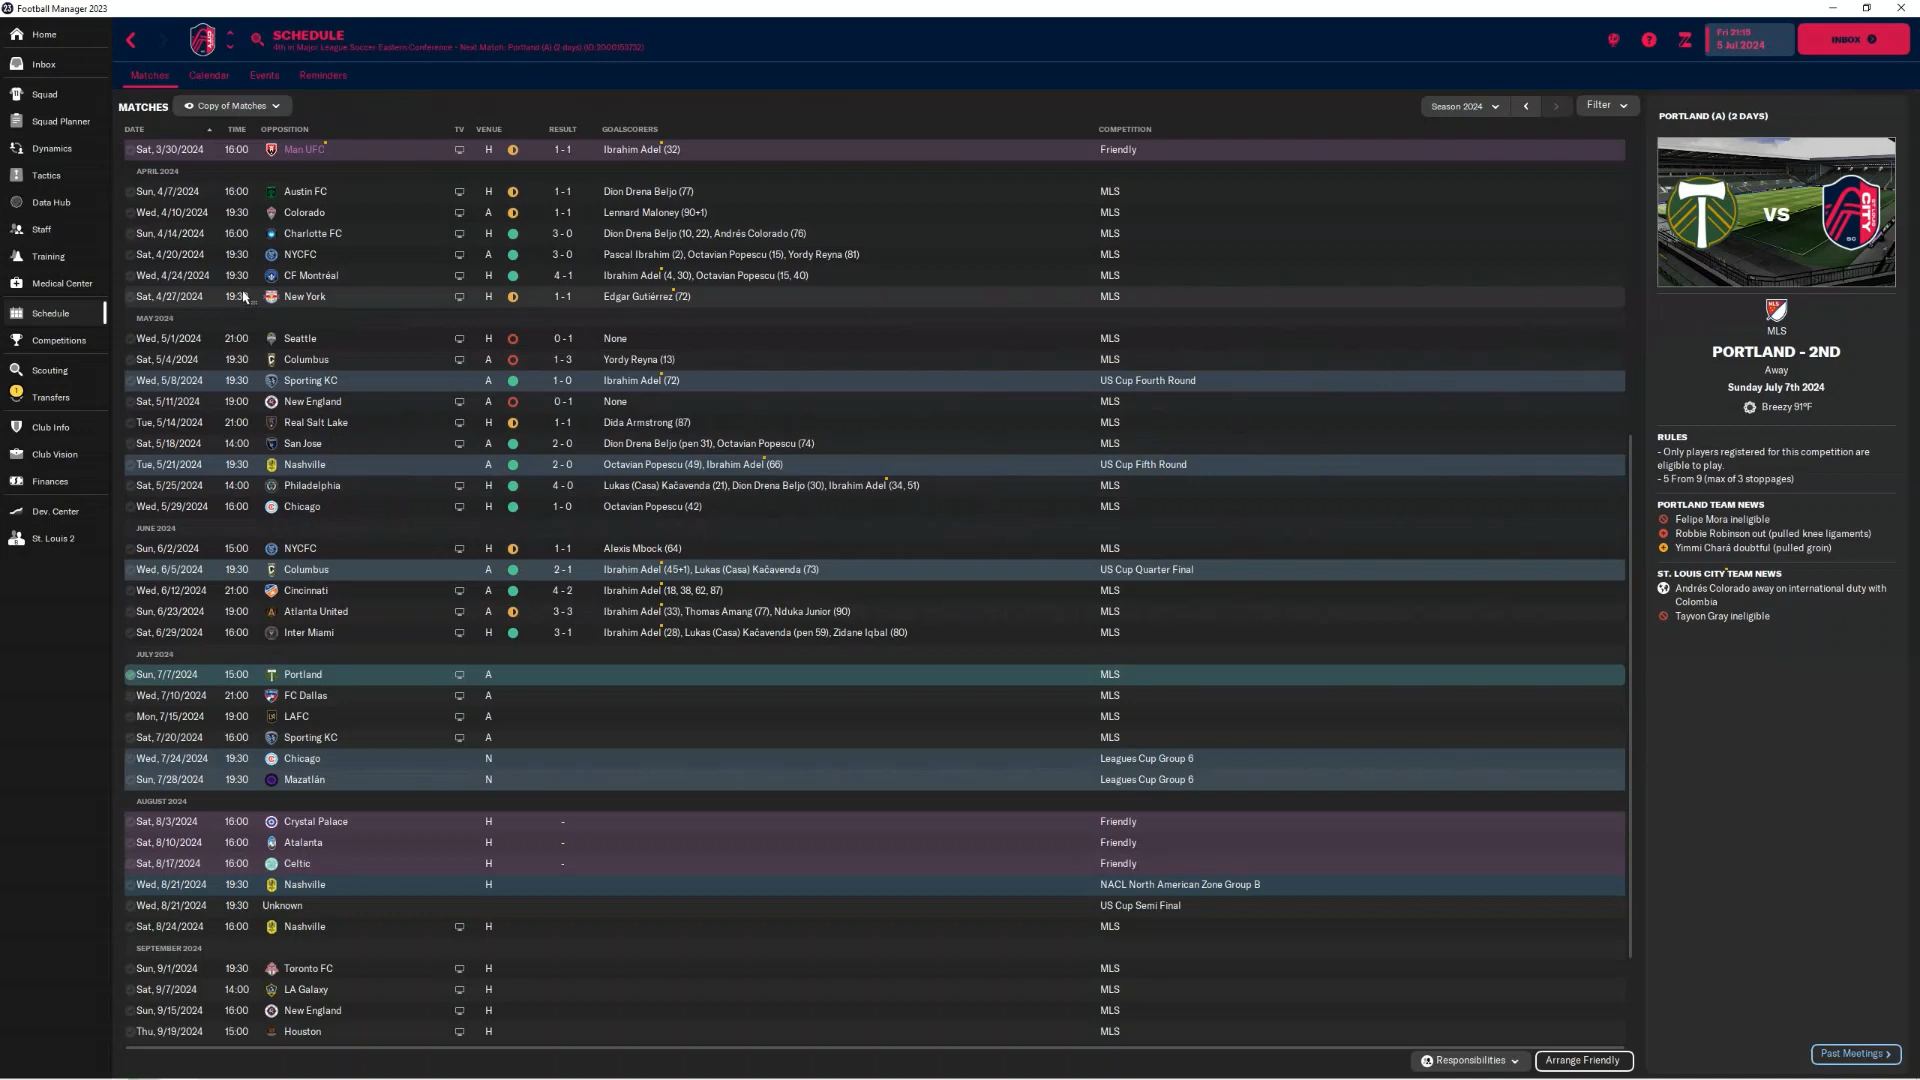 Football Manager 2023
Home
Inbox
Squad
Squad Planner
Dynamics
Tactics
Data Hub
Staff
Training
Medical Center
Schedule
Competitions
Scouting
Transfers
Club Info
Club Vision
Finances
Dev. Center
St. Louis 2
SCHEDULE
4th in Major League Soccer Eastern Conference - Next Match: Portland (A) (2 days) (ID:2000153732)
Fri 21:15
5 Jul 2024
INBOX
Matches Calendar Events Reminders
MATCHES Copy of Matches Season 2024 Filter
DATE TIME OPPOSITION TV VENUE RESULT GOALSCORERS COMPETITION
Sat, 3/30/2024 16:00 Man UFC H 1 - 1 Ibrahim Adel (32) Friendly
APRIL 2024
Sun, 4/7/2024 16:00 Austin FC H 1 - 1 Dion Drena Beljo (77) MLS
Wed, 4/10/2024 19:30 Colorado A 1 - 1 Lennard Maloney (90+1) MLS
Sun, 4/14/2024 16:00 Charlotte FC H 3 - 0 Dion Drena Beljo (10, 22), Andrés Colorado (76) MLS
Sat, 4/20/2024 19:30 NYCFC A 3 - 0 Pascal Ibrahim (2), Octavian Popescu (15), Yordy Reyna (81) MLS
Wed, 4/24/2024 19:30 CF Montréal H 4 - 1 Ibrahim Adel (4, 30), Octavian Popescu (15, 40) MLS
Sat, 4/27/2024 New York H 1 - 1 Edgar Gutiérrez (72) MLS
MAY 2024
Wed, 5/1/2024 21:00 Seattle H 0 - 1 None MLS
Sat, 5/4/2024 19:30 Columbus A 1 - 3 Yordy Reyna (13) MLS
Wed, 5/8/2024 19:30 Sporting KC A 1 - 0 Ibrahim Adel (72) US Cup Fourth Round
Sat, 5/11/2024 19:00 New England A 0 - 1 None MLS
Tue, 5/14/2024 21:00 Real Salt Lake H 1 - 1 Dida Armstrong (87) MLS
Sat, 5/18/2024 14:00 San Jose A 2 - 0 Dion Drena Beljo (pen 31), Octavian Popescu (74) MLS
Tue, 5/21/2024 19:30 Nashville A 2 - 0 Octavian Popescu (49), Ibrahim Adel (66) US Cup Fifth Round
Sat, 5/25/2024 14:00 Philadelphia H 4 - 0 Lukas (Casa) Kačavenda (21), Dion Drena Beljo (30), Ibrahim Adel (34, 51) MLS
Wed, 5/29/2024 16:00 Chicago H 1 - 0 Octavian Popescu (42) MLS
JUNE 2024
Sun, 6/2/2024 15:00 NYCFC H 1 - 1 Alexis Mbock (64) MLS
Wed, 6/5/2024 19:30 Columbus A 2 - 1 Ibrahim Adel (45+1), Lukas (Casa) Kačavenda (73) US Cup Quarter Final
Wed, 6/12/2024 21:00 Cincinnati A 4 - 2 Ibrahim Adel (18, 38, 62, 87) MLS
Sun, 6/23/2024 19:00 Atlanta United A 3 - 3 Ibrahim Adel (33), Thomas Amang (77), Nduka Junior (90) MLS
Sat, 6/29/2024 16:00 Inter Miami H 3 - 1 Ibrahim Adel (28), Lukas (Casa) Kačavenda (pen 59), Zidane Iqbal (80) MLS
JULY 2024
Sun, 7/7/2024 15:00 Portland A MLS
Wed, 7/10/2024 21:00 FC Dallas A MLS
Mon, 7/15/2024 19:00 LAFC A MLS
Sat, 7/20/2024 16:00 Sporting KC A MLS
Wed, 7/24/2024 19:30 Chicago N Leagues Cup Group 6
Sun, 7/28/2024 19:30 Mazatlán N Leagues Cup Group 6
AUGUST 2024
Sat, 8/3/2024 16:00 Crystal Palace H - Friendly
Sat, 8/10/2024 16:00 Atalanta H - Friendly
Sat, 8/17/2024 16:00 Celtic H - Friendly
Wed, 8/21/2024 19:30 Nashville H NACL North American Zone Group B
Wed, 8/21/2024 19:30 Unknown US Cup Semi Final
Sat, 8/24/2024 16:00 Nashville H MLS
SEPTEMBER 2024
Sun, 9/1/2024 19:30 Toronto FC H MLS
Sat, 9/7/2024 14:00 LA Galaxy H MLS
Sun, 9/15/2024 16:00 New England H MLS
Thu, 9/19/2024 15:00 Houston H MLS
Responsibilities Arrange Friendly
PORTLAND (A) (2 DAYS)
VS
CITY
MLS
PORTLAND - 2ND
Away
Sunday July 7th 2024
Breezy 91°F
RULES
- Only players registered for this competition are
eligible to play.
- 5 From 9 (max of 3 stoppages)
PORTLAND TEAM NEWS
Felipe Mora ineligible
Robbie Robinson out (pulled knee ligaments)
Yimmi Chará doubtful (pulled groin)
ST. LOUIS CITY TEAM NEWS
Andrés Colorado away on international duty with
Colombia
Tayvon Gray ineligible
Past Meetings